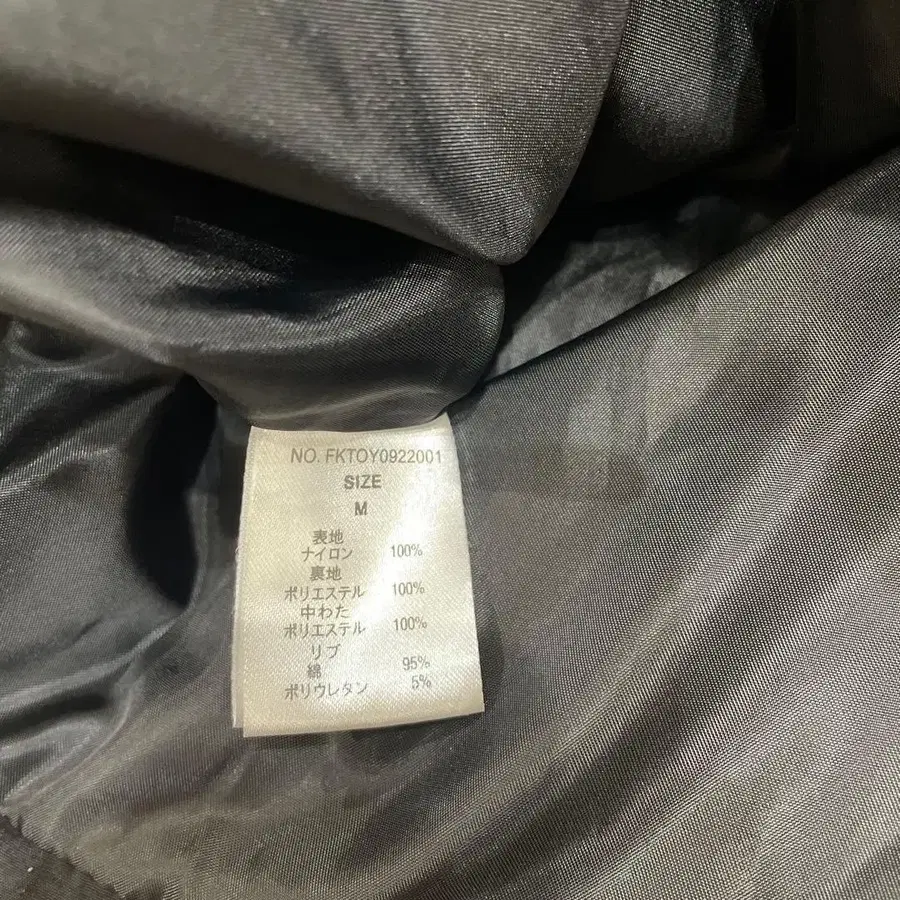 NO. FKTOY0922001
SIZE
M
表地
ナイロン 100%
裏地
ポリエステル 100%
中わた
ポリエステル 100%
リブ
綿 95%
ポリウレタン 5%